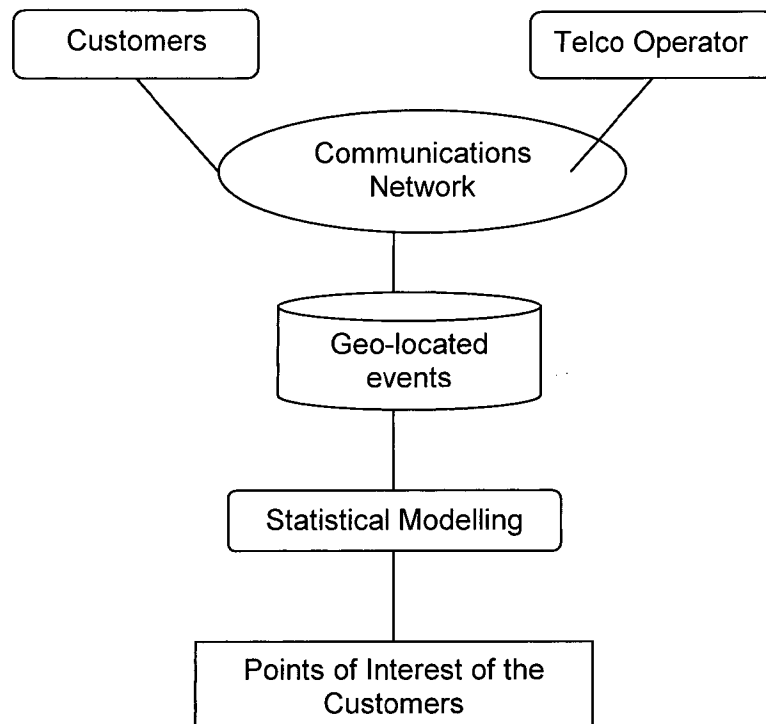 Customers
Telco Operator
Communications
Network
Geo-located
events
Statistical Modelling
Points of Interest of the
Customers